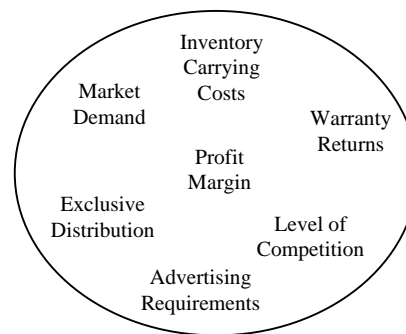 Inventory
Carrying
Costs
Market
Demand
Warranty
Returns
Profit
Margin
Exclusive
Distribution
Level of
Competition
Advertising
Requirements